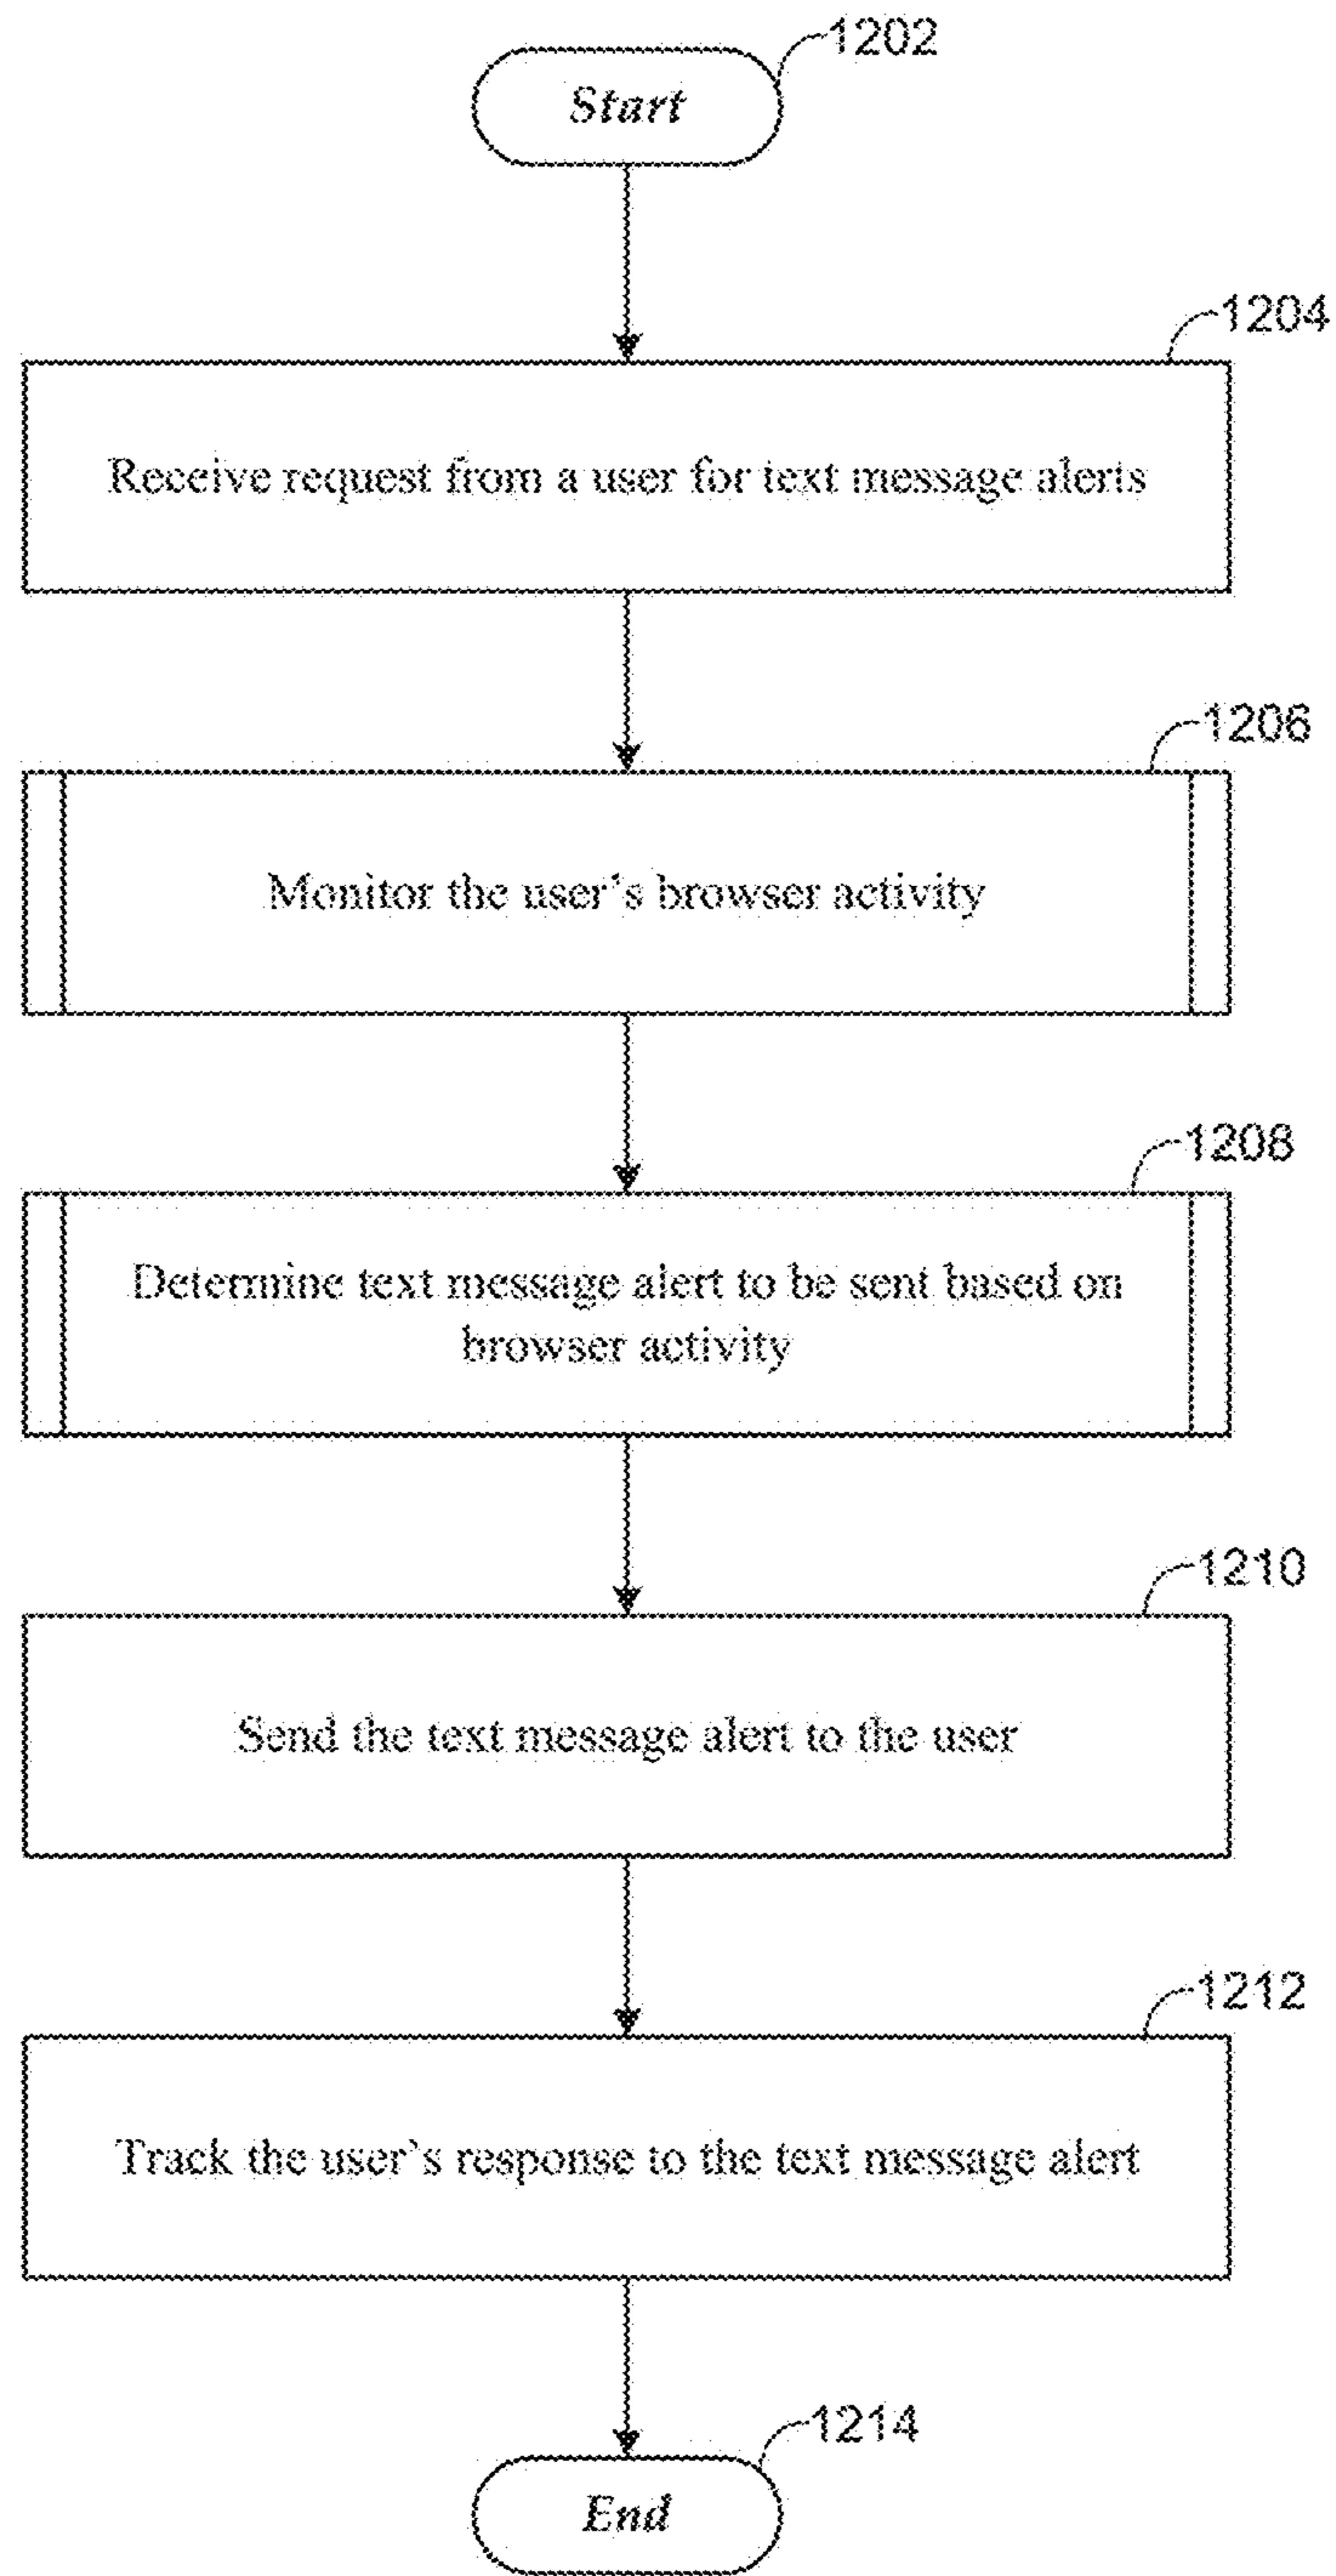 1202
Start
1204
Receive request from a user for text message alerts
1206
Monitor the user's browser activity
1208
Determine text message alert to be sent based on
browser activity
1210
Send the text message alert to the user
1212
Track the user's response to the text message alert
1214
End